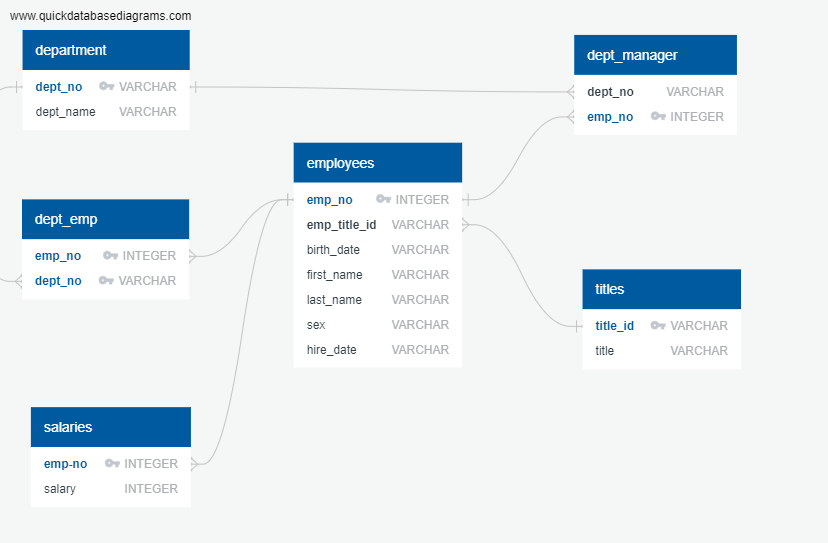 www.quickdatabasediagrams.com
department
dept_no VARCHAR
dept_name VARCHAR
dept_manager
dept_no VARCHAR
emp_no INTEGER
employees
emp_no INTEGER
emp_title_id VARCHAR
birth_date VARCHAR
first_name VARCHAR
last_name VARCHAR
sex VARCHAR
hire_date VARCHAR
dept_emp
emp_no INTEGER
dept_no VARCHAR
titles
title_id VARCHAR
title VARCHAR
salaries
emp-no INTEGER
salary INTEGER